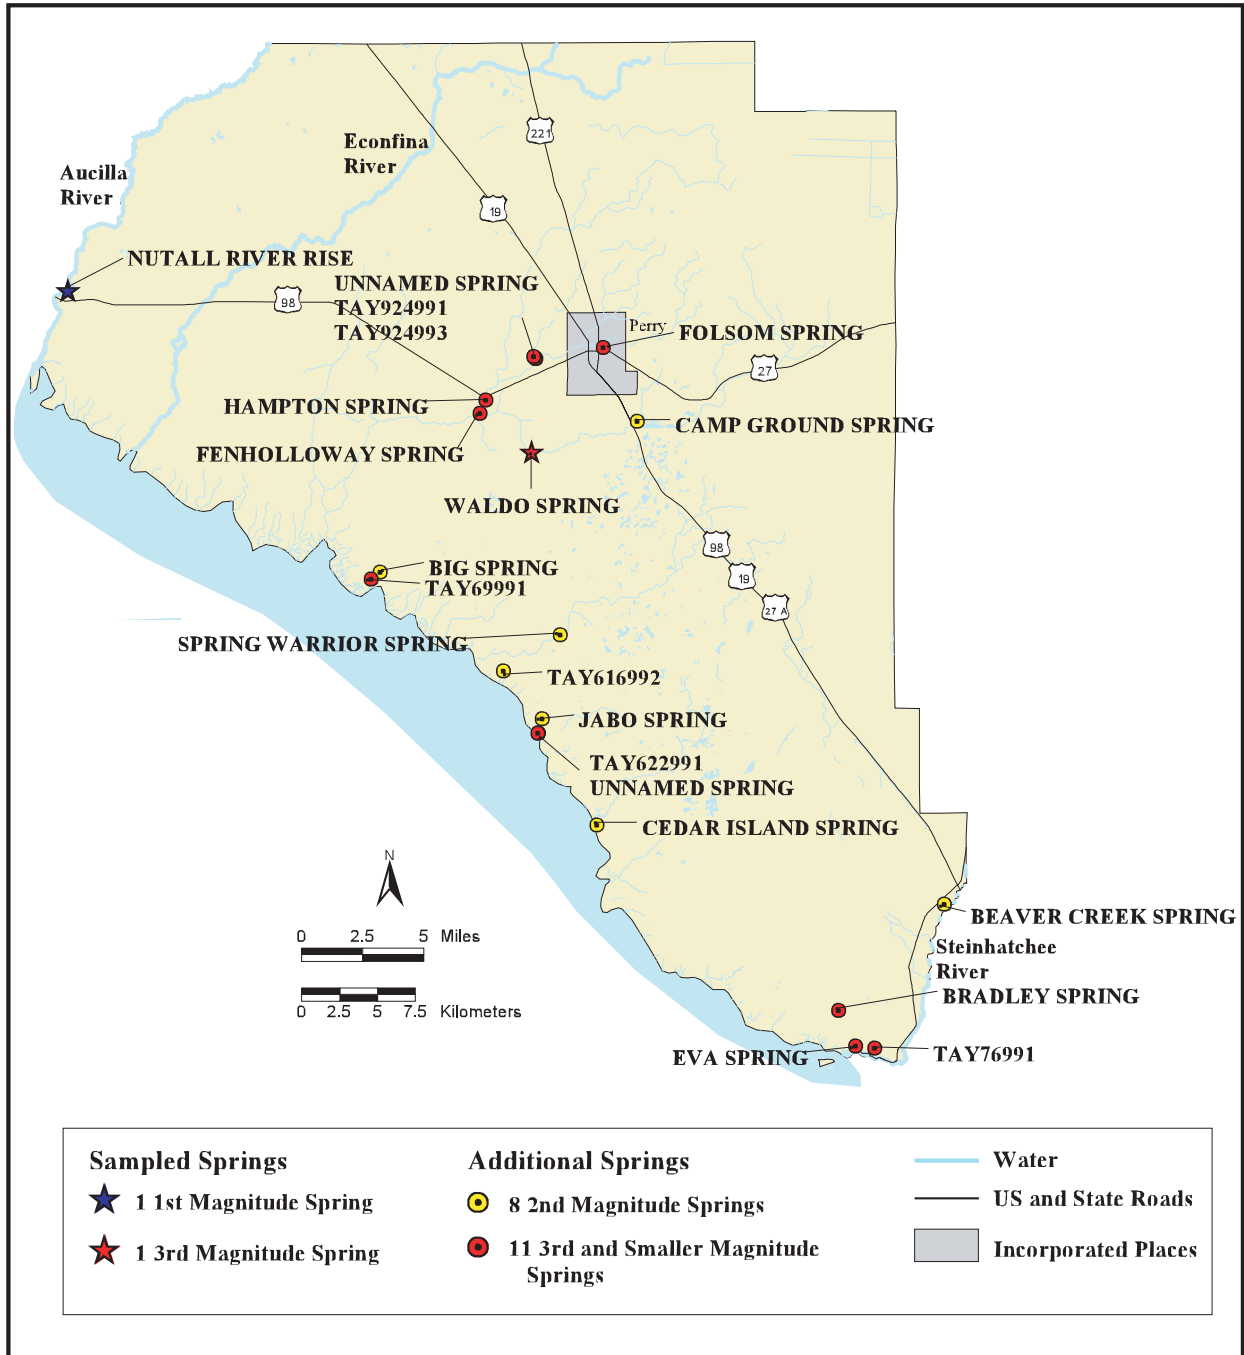 221
Econfina
River
Aucilla
River
19
NUTALL RIVER RISE
UNNAMED SPRING
TAY924991
TAY924993
98
Perry
FOLSOM SPRING
27
HAMPTON SPRING
CAMP GROUND SPRING
FENHOLLOWAY SPRING
WALDO SPRING
98
19
27 A
BIG SPRING
TAY69991
SPRING WARRIOR SPRING
TAY616992
JABO SPRING
TAY622991
UNNAMED SPRING
CEDAR ISLAND SPRING
N
0 2.5 5 Miles
0 2.5 5 7.5 Kilometers
BEAVER CREEK SPRING
Steinhatchee
River
BRADLEY SPRING
EVA SPRING
TAY76991
Sampled Springs
1 1st Magnitude Spring
1 3rd Magnitude Spring
Additional Springs
8 2nd Magnitude Springs
11 3rd and Smaller Magnitude
Springs
Water
US and State Roads
Incorporated Places